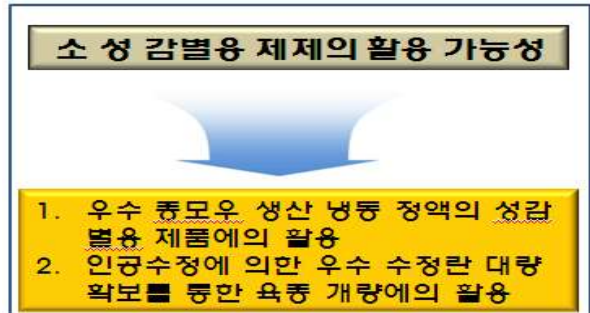 소 성 감별용 제제의 활용 가능성
1. 우수 종모우 생산 냉동 정액의 성감
별용 제품에의 활용
2. 인공수정에 의한 우수 수정란 대량
확보를 통한 육종 개량에의 활용